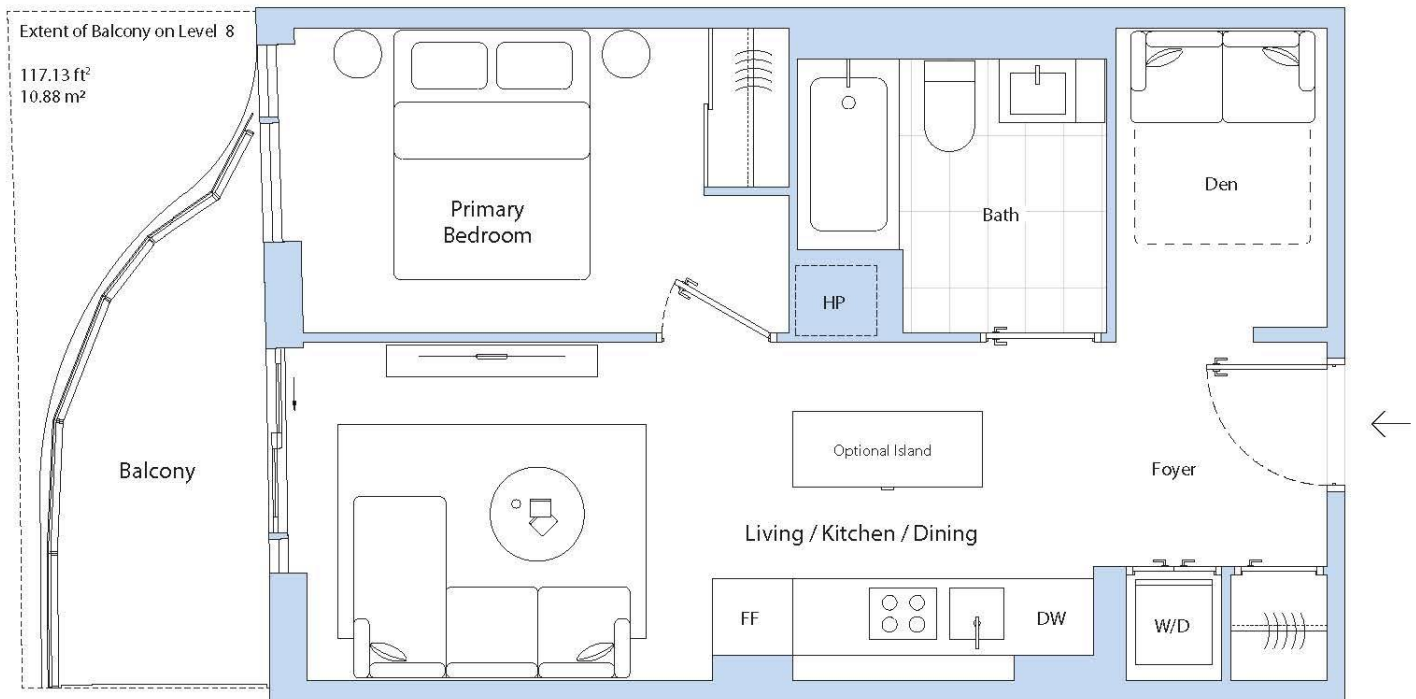 Extent of Balcony on Level 8
117.13 ft²
10.88 m²
Primary
Bedroom
Bath
Den
HP
Balcony
Optional Island
Foyer
Living / Kitchen / Dining
FF
DW
W/D